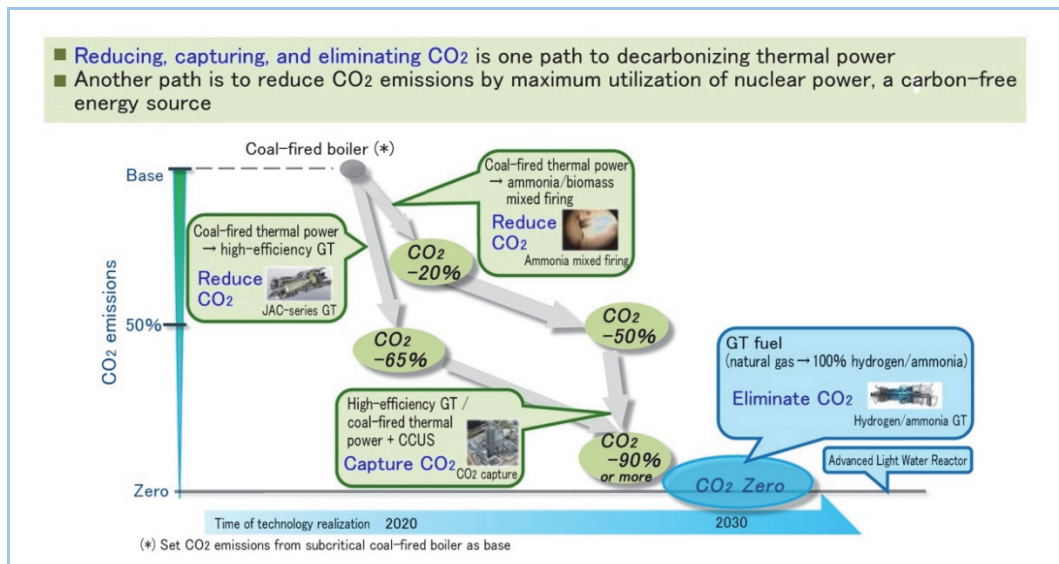 Reducing, capturing, and eliminating CO2 is one path to decarbonizing thermal power
Another path is to reduce CO2 emissions by maximum utilization of nuclear power, a carbon-free
energy source
Coal-fired boiler (*)
Base
Coal-fired thermal power
→ ammonia/biomass
mixed firing
Reduce
CO2
Ammonia mixed firing
Coal-fired thermal power
→ high-efficiency GT
Reduce
CO2
JAC-series GT
CO2
-20%
CO2 emissions
50%
CO2
-65%
CO2
-50%
GT fuel
(natural gas → 100% hydrogen/ammonia)
Eliminate CO2
Hydrogen/ammonia GT
High-efficiency GT /
coal-fired thermal
power + CCUS
Capture CO2
CO2 capture
CO2
-90%
or more
Advanced Light Water Reactor
CO2 Zero
Zero
Time of technology realization
2020
2030
(*) Set CO2 emissions from subcritical coal-fired boiler as base